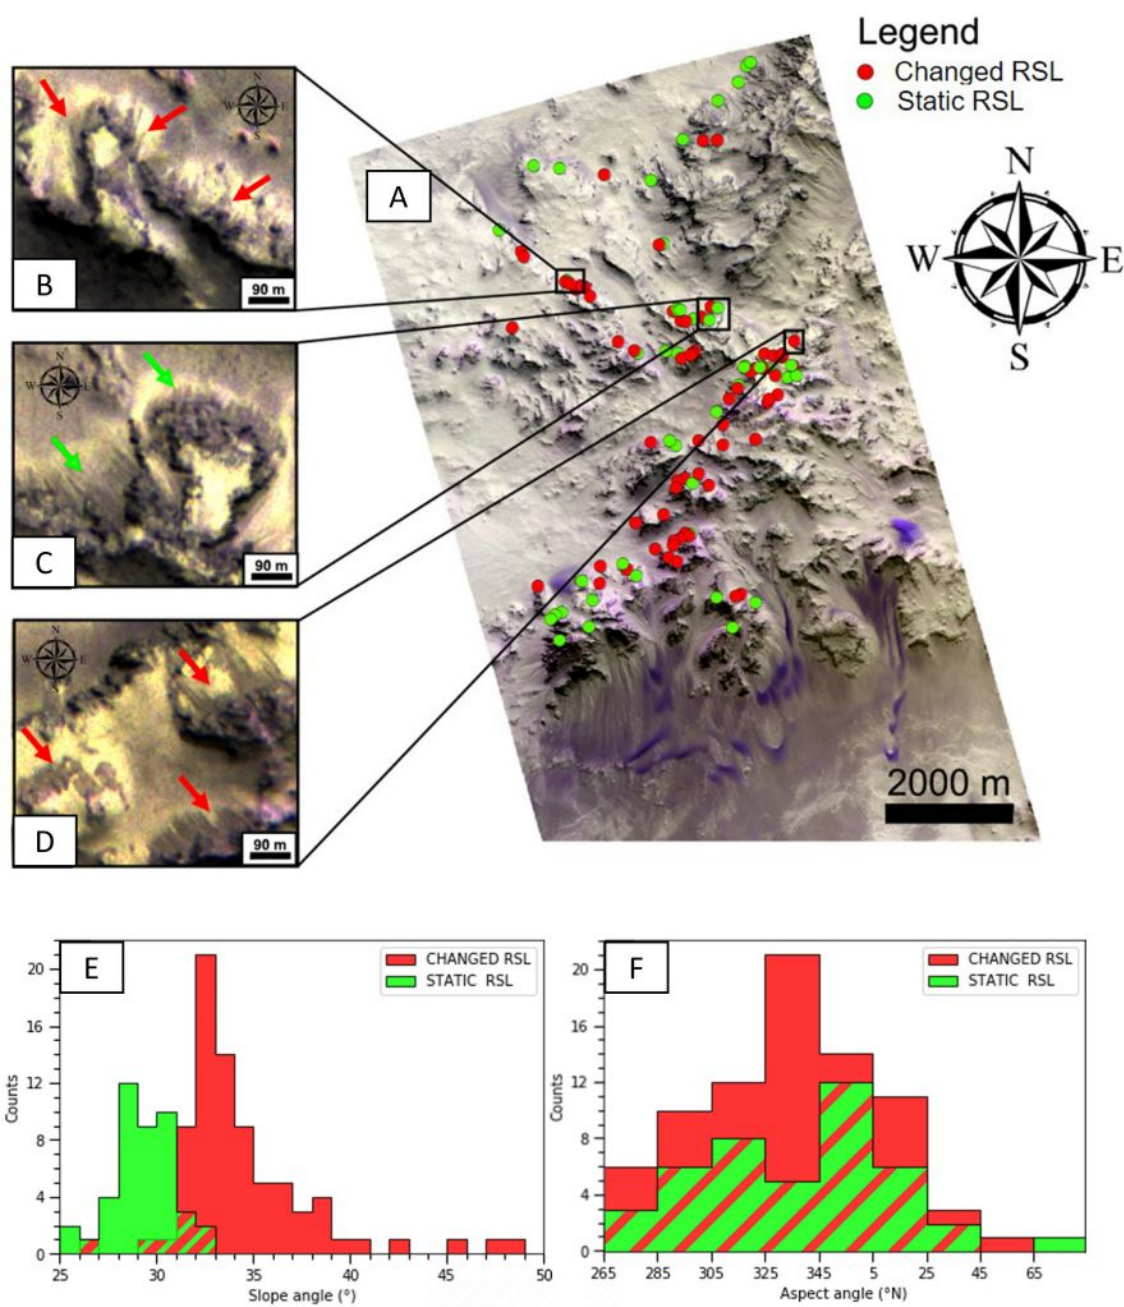 Legend
Changed RSL
Static RSL
A
N
W E
S
2000 m
N
W E
S
B
90 m
N
W E
S
C
90 m
N
W E
S
D
90 m
E
CHANGED RSL
STATIC RSL
Counts
20
16
12
8
4
0
25 30 35 40 45 50
Slope angle (°)
F
CHANGED RSL
STATIC RSL
Counts
20
16
12
8
4
0
265 285 305 325 345 5 25 45 65
Aspect angle (°N)